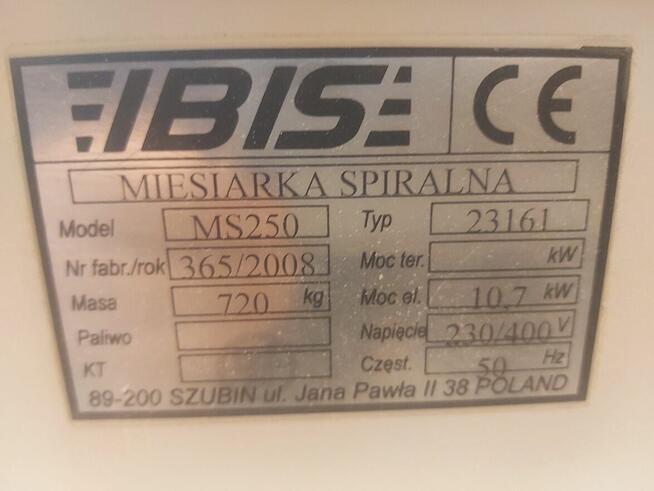 IBIS CE
MIESIARKA SPIRALNA
Model MS250 Typ 23161
Nr fabr./rok 365/2008 Moc ter. kW
Masa 720 kg Moc el. 10,7 kW
Paliwo Napięcie 230/400 V
KT Częst. 50 Hz
89-200 SZUBIN ul. Jana Pawła II 38 POLAND